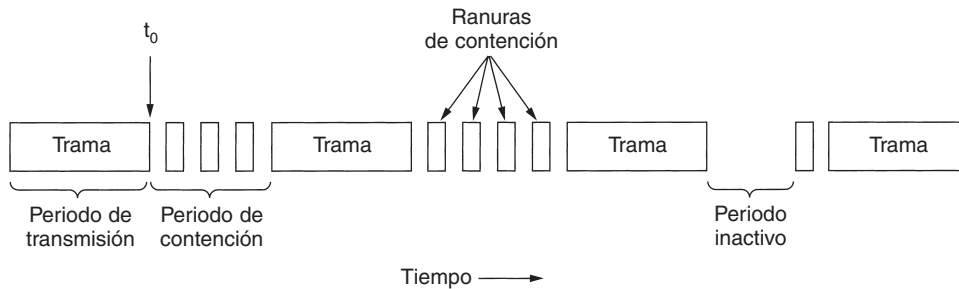 Ranuras
de contención
t0
Trama
Trama
Trama
Trama
Periodo de
transmisión
Periodo de
contención
Periodo
inactivo
Tiempo